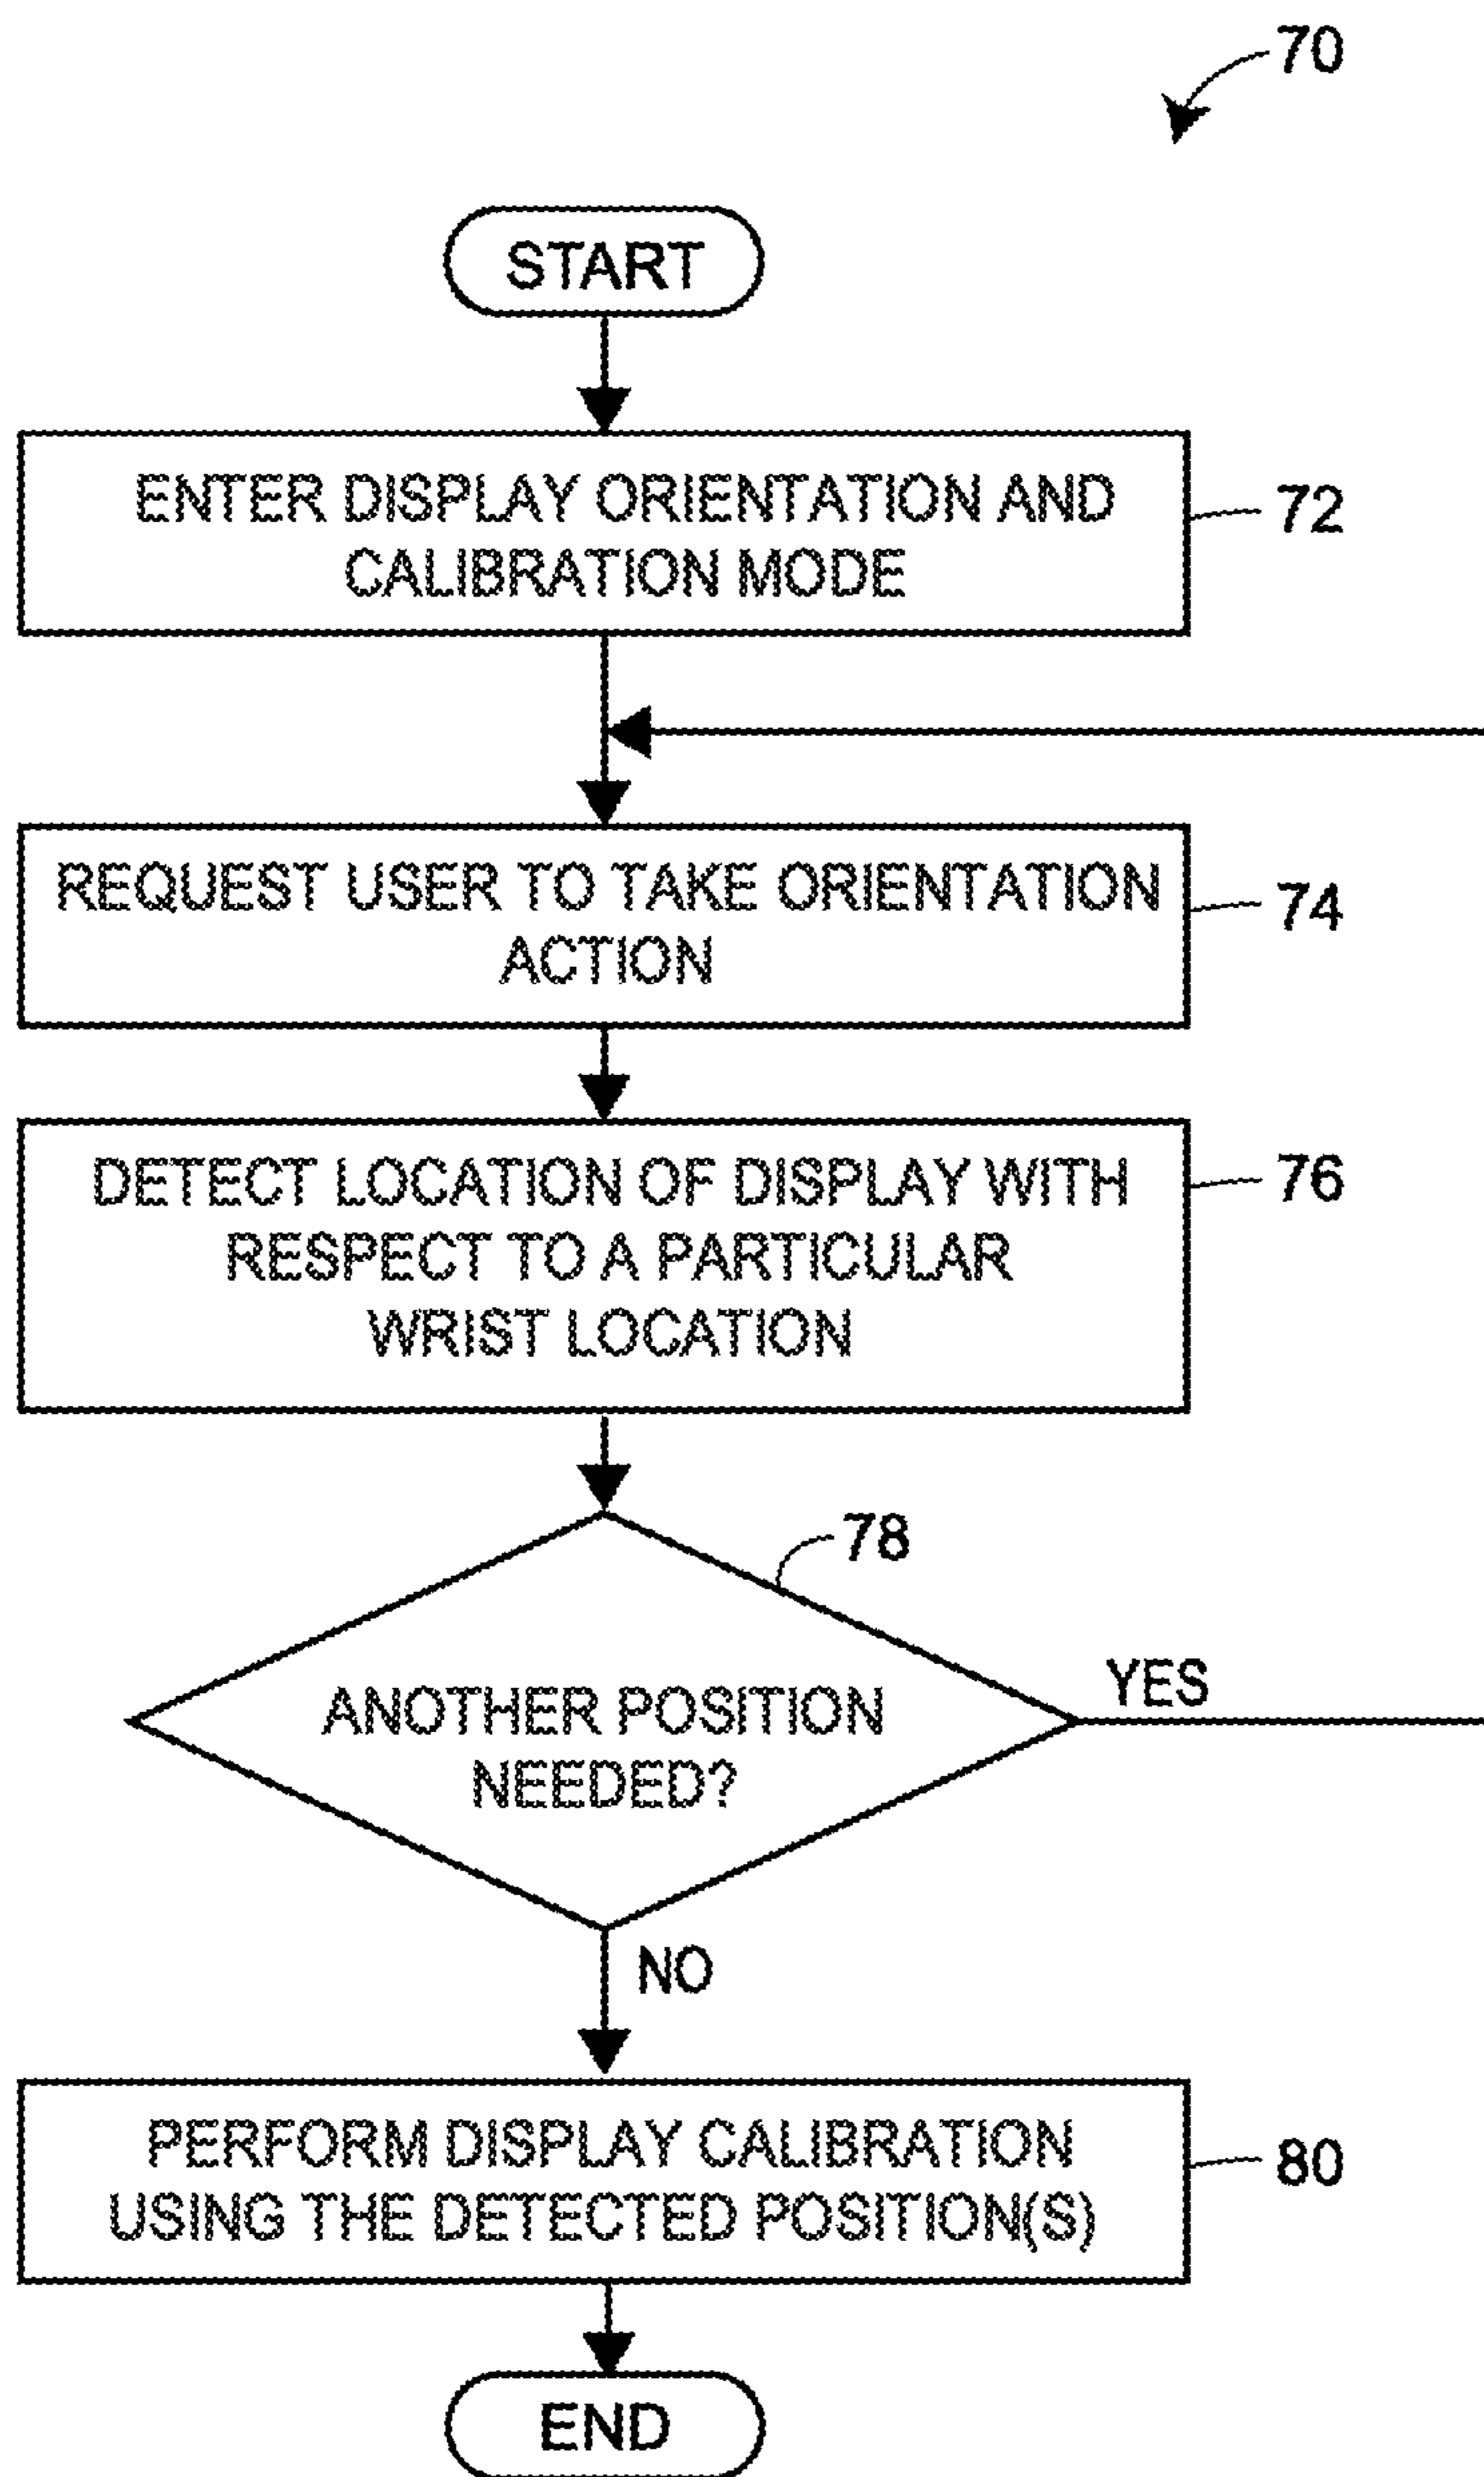 70
START
ENTER DISPLAY ORIENTATION AND
CALIBRATION MODE
72
REQUEST USER TO TAKE ORIENTATION
ACTION
74
DETECT LOCATION OF DISPLAY WITH
RESPECT TO A PARTICULAR
WRIST LOCATION
76
78
ANOTHER POSITION
NEEDED?
YES
NO
PERFORM DISPLAY CALIBRATION
USING THE DETECTED POSITION(S)
80
END